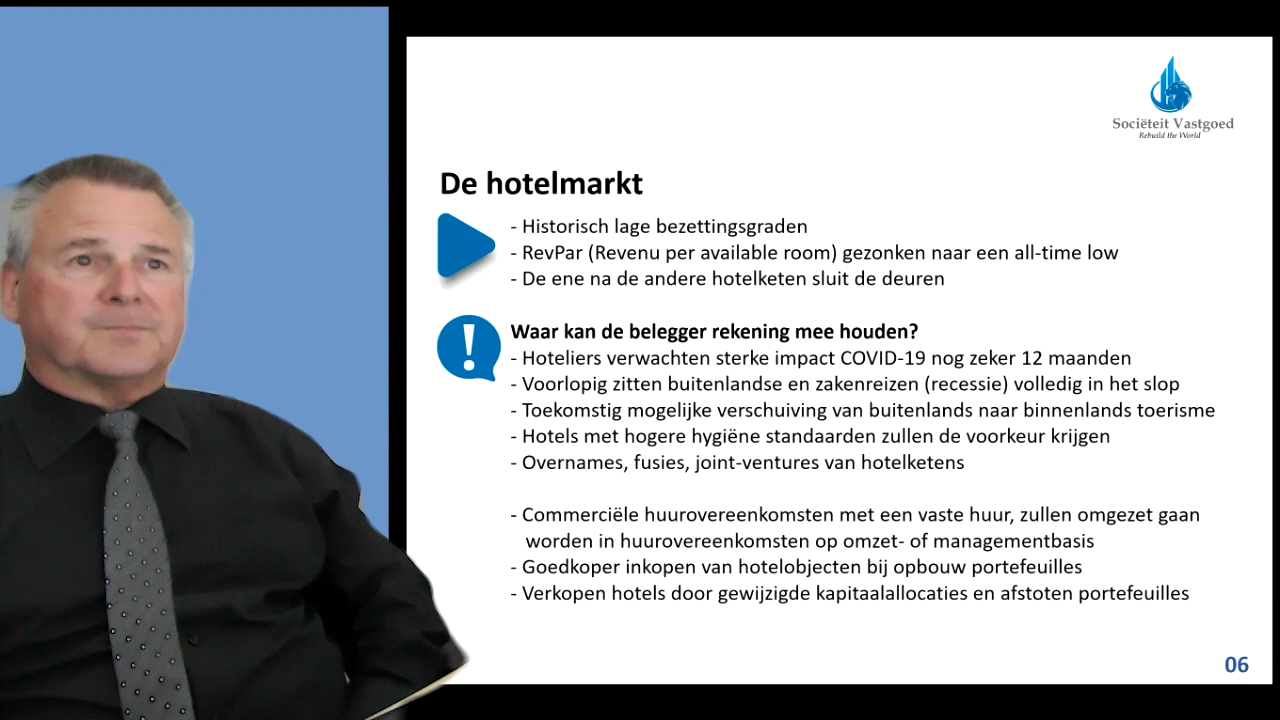 Sociëteit Vastgoed
Rebuild the World
De hotelmarkt
- Historisch lage bezettingsgraden
- RevPar (Revenu per available room) gezonken naar een all-time low
- De ene na de andere hotelketen sluit de deuren
Waar kan de belegger rekening mee houden?
- Hoteliers verwachten sterke impact COVID-19 nog zeker 12 maanden
- Voorlopig zitten buitenlandse en zakenreizen (recessie) volledig in het slop
- Toekomstig mogelijke verschuiving van buitenlands naar binnenlands toerisme
- Hotels met hogere hygiëne standaarden zullen de voorkeur krijgen
- Overnames, fusies, joint-ventures van hotelketens
- Commerciële huurovereenkomsten met een vaste huur, zullen omgezet gaan
worden in huurovereenkomsten op omzet- of managementbasis
- Goedkoper inkopen van hotelobjecten bij opbouw portefeuilles
- Verkopen hotels door gewijzigde kapitaalallocaties en afstoten portefeuilles
06